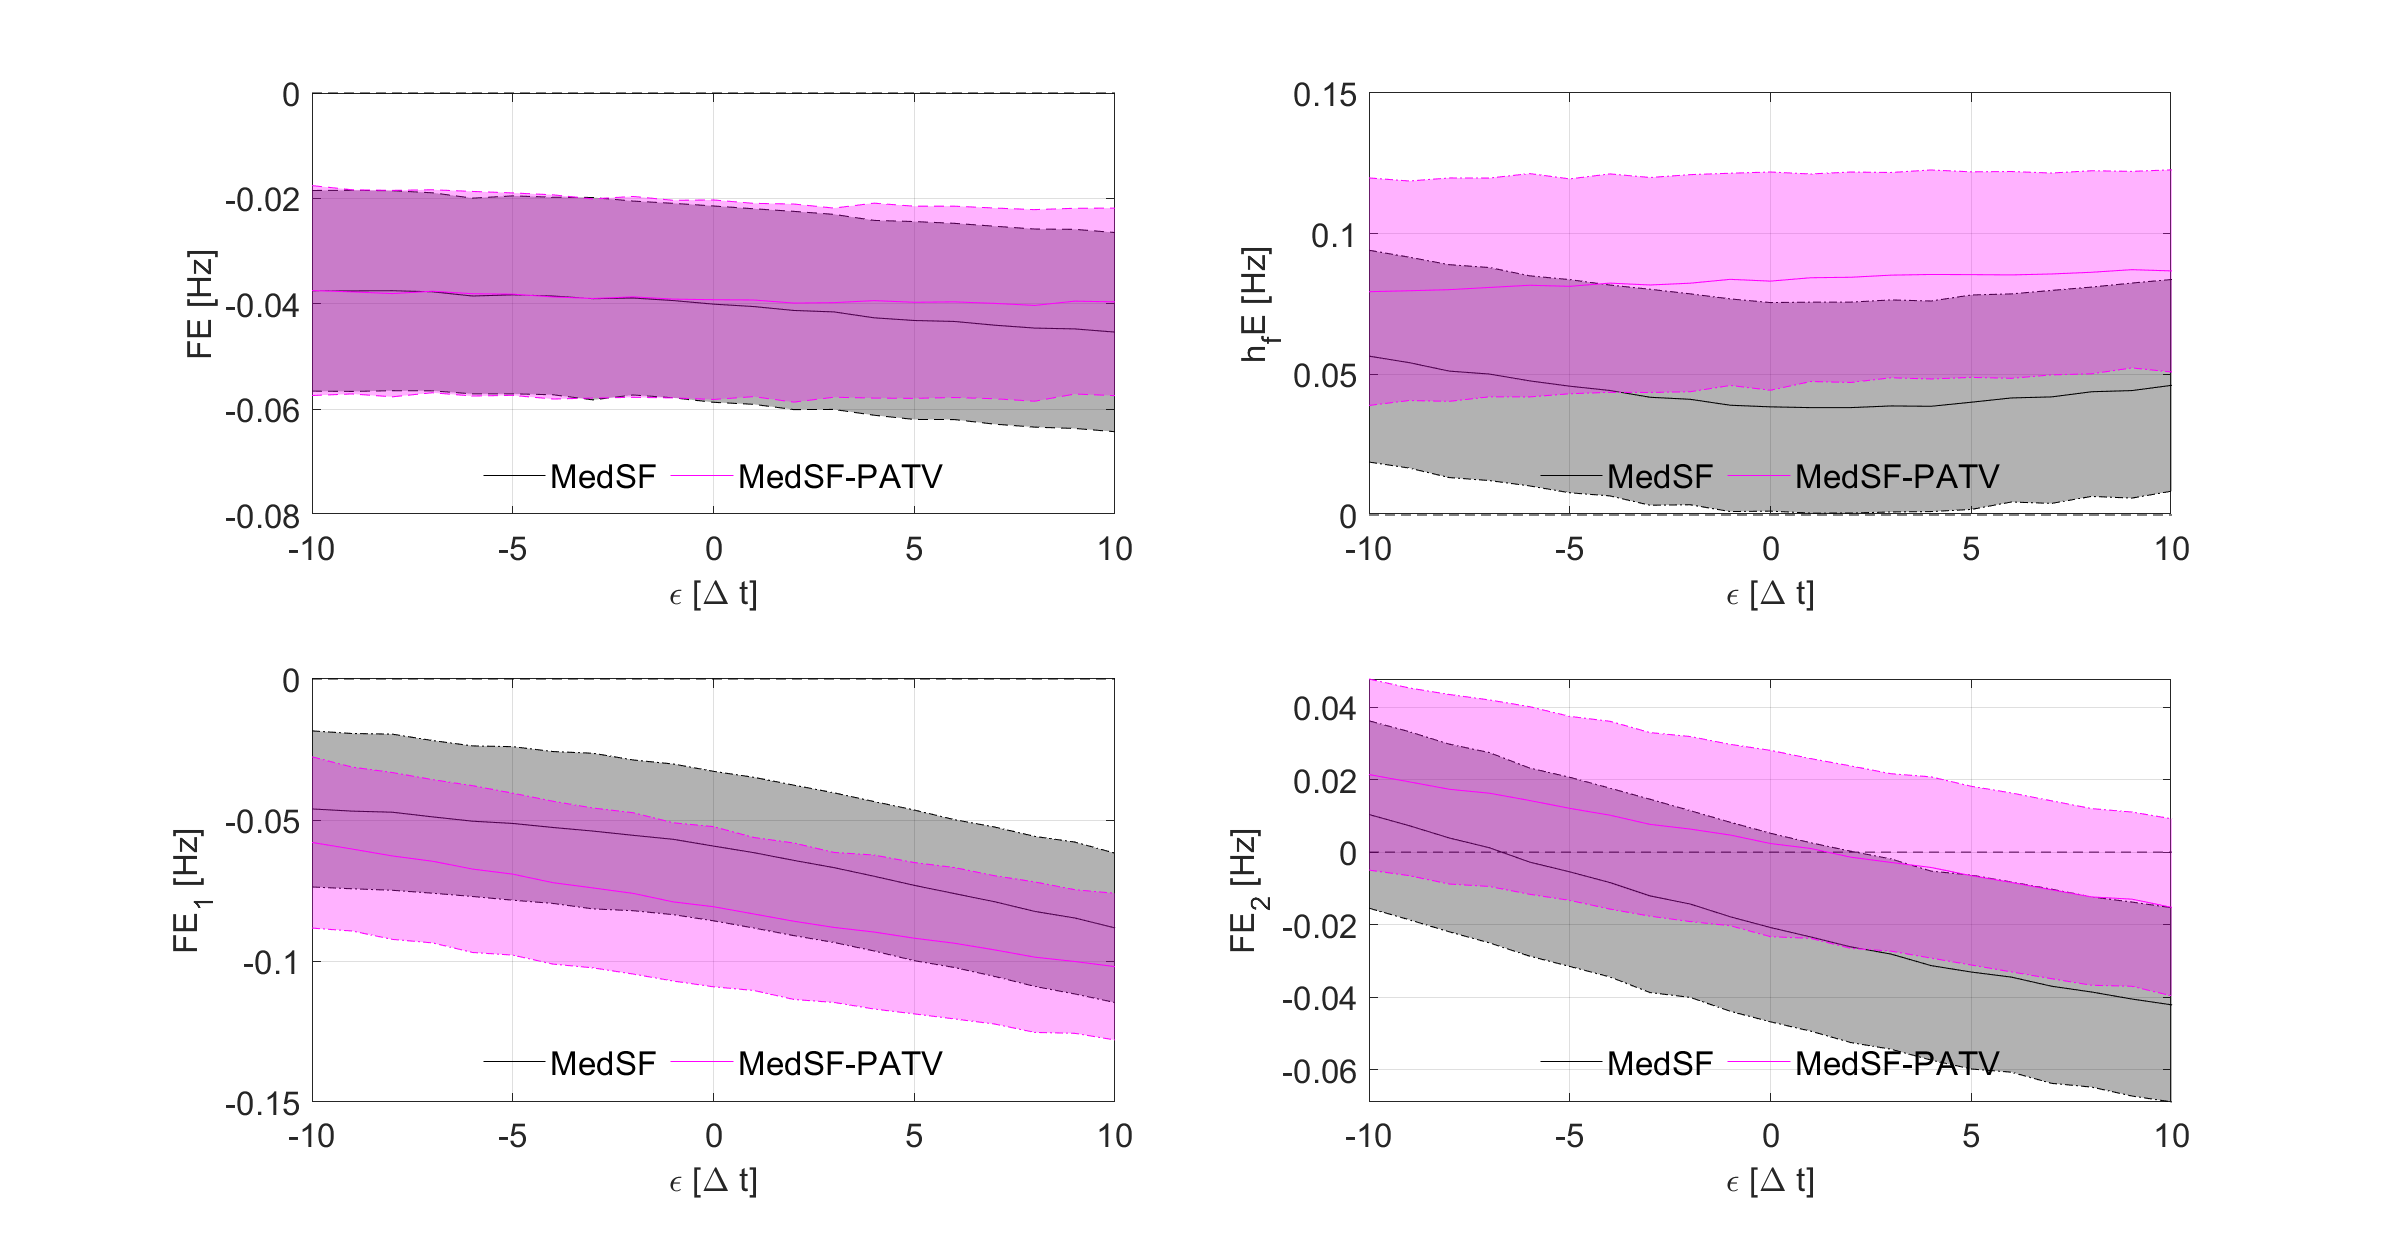 0
-0.02
-0.04
-0.06
-0.08
FE [Hz]
MedSF MedSF-PATV
-10 -5 0 5 10
ϵ [Δ t]
0.15
0.1
0.05
0
h_fE [Hz]
MedSF MedSF-PATV
-10 -5 0 5 10
ϵ [Δ t]
0
-0.05
-0.1
-0.15
FE_1 [Hz]
MedSF MedSF-PATV
-10 -5 0 5 10
ϵ [Δ t]
0.04
0.02
0
-0.02
-0.04
-0.06
FE_2 [Hz]
MedSF MedSF-PATV
-10 -5 0 5 10
ϵ [Δ t]